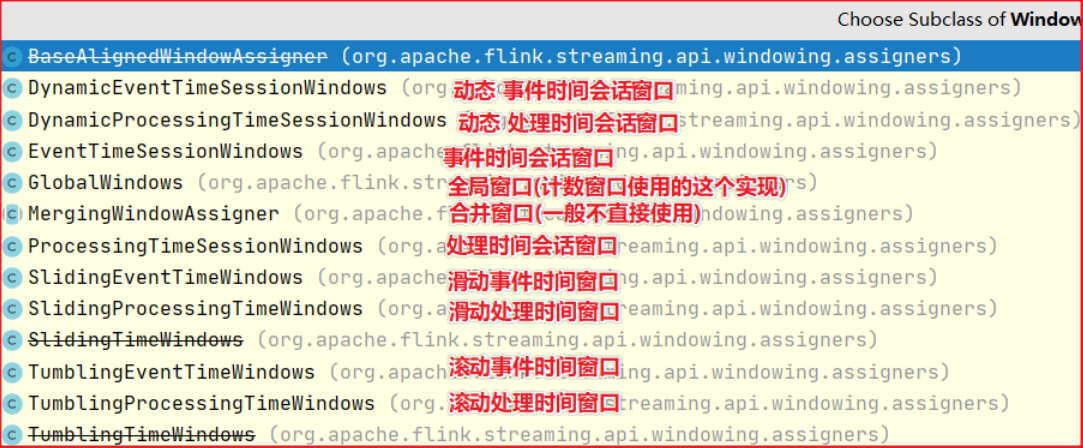 Choose Subclass of Window
C BaseAlignedWindowAssigner (org.apache.flink.streaming.api.windowing.assigners)
C DynamicEventTimeSessionWindows (org 动态 事件时间会话窗口 aming.api.windowing.assigners)
C DynamicProcessingTimeSessionWindows 动态 处理时间会话窗口 streaming.api.windowing.assigners)
C EventTimeSessionWindows (org.apache 事件时间会话窗口 ng.api.windowing.assigners)
C GlobalWindows (org.apache.flink.str 全局窗口(计数窗口使用的这个实现) s)
C MergingWindowAssigner (org.apache.f 合并窗口(一般不直接使用) .assigners)
C ProcessingTimeSessionWindows (org.a 处理时间会话窗口 reaming.api.windowing.assigners)
C SlidingEventTimeWindows (org.apache 滑动事件时间窗口 ng.api.windowing.assigners)
C SlidingProcessingTimeWindows (org.a 滑动处理时间窗口 reaming.api.windowing.assigners)
C SlidingTimeWindows (org.apache.flink.streaming.api.windowing.assigners)
C TumblingEventTimeWindows (org.apach 滚动事件时间窗口 ing.api.windowing.assigners)
C TumblingProcessingTimeWindows (org. 滚动处理时间窗口 treaming.api.windowing.assigners)
C TumblingTimeWindows (org.apache.flink.streaming.api.windowing.assigners)